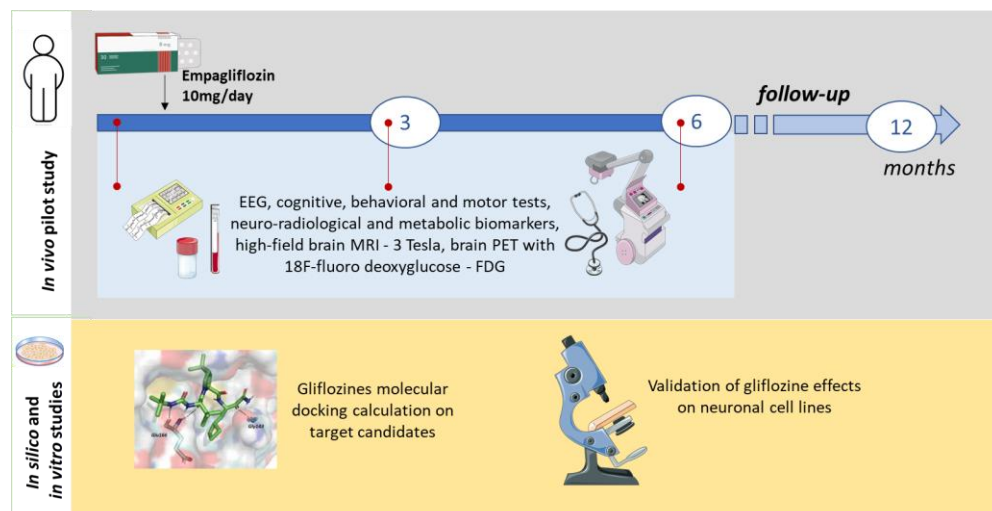 In vivo pilot study
Empagliflozin
10mg/day
3
6
follow-up
12
months
EEG, cognitive, behavioral and motor tests,
neuro-radiological and metabolic biomarkers,
high-field brain MRI - 3 Tesla, brain PET with
18F-fluoro deoxyglucose - FDG
In silico and
in vitro studies
Gliflozines molecular
docking calculation on
target candidates
Validation of gliflozine effects
on neuronal cell lines